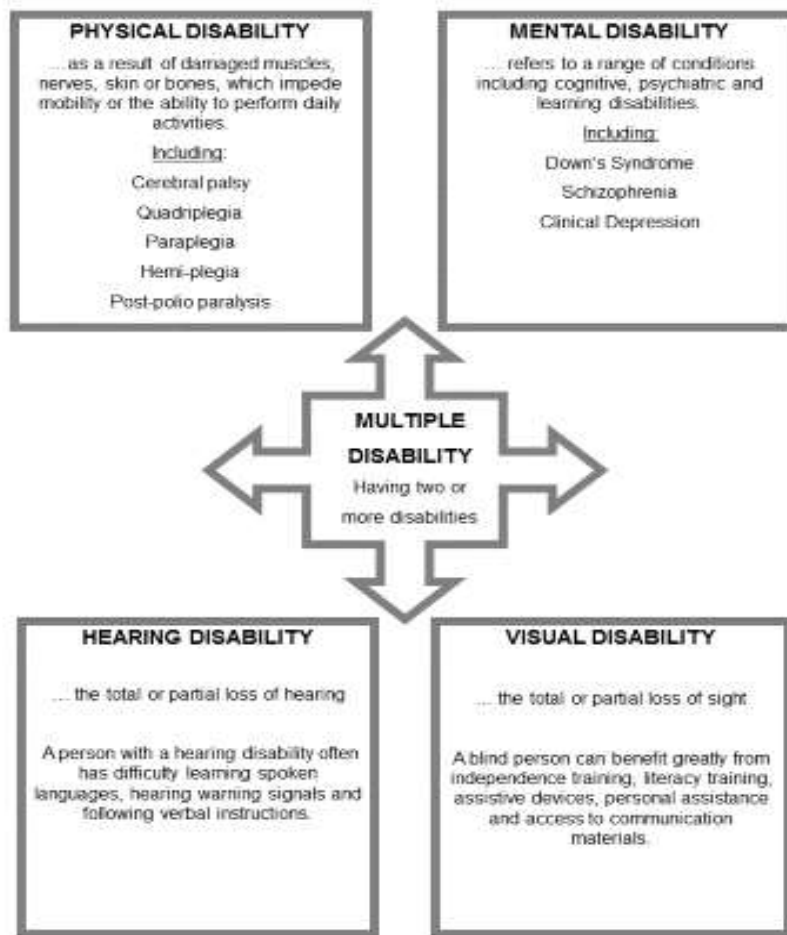 PHYSICAL DISABILITY
... as a result of damaged muscles,
nerves, skin or bones, which impede
mobility or the ability to perform daily
activities.
Including:
Cerebral palsy
Quadriplegia
Paraplegia
Hemi-plegia
Post-polio paralysis
MENTAL DISABILITY
... refers to a range of conditions
including cognitive, psychiatric and
learning disabilities.
Including:
Down's Syndrome
Schizophrenia
Clinical Depression
MULTIPLE
DISABILITY
Having two or
more disabilities
HEARING DISABILITY
... the total or partial loss of hearing
A person with a hearing disability often
has difficulty learning spoken
languages, hearing warning signals and
following verbal instructions.
VISUAL DISABILITY
... the total or partial loss of sight
A blind person can benefit greatly from
independence training, literacy training,
assistive devices, personal assistance
and access to communication
materials.